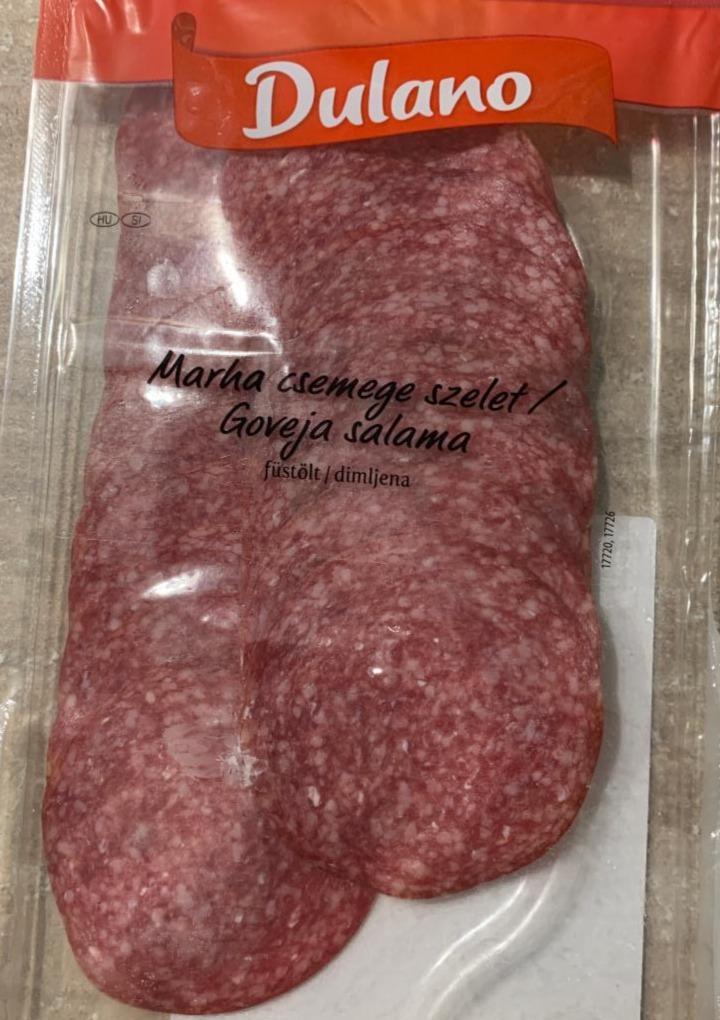 Dulano
HU SI
Marha csemege szelet /
Goveja salama
füstölt / dimljena
17720, 17726